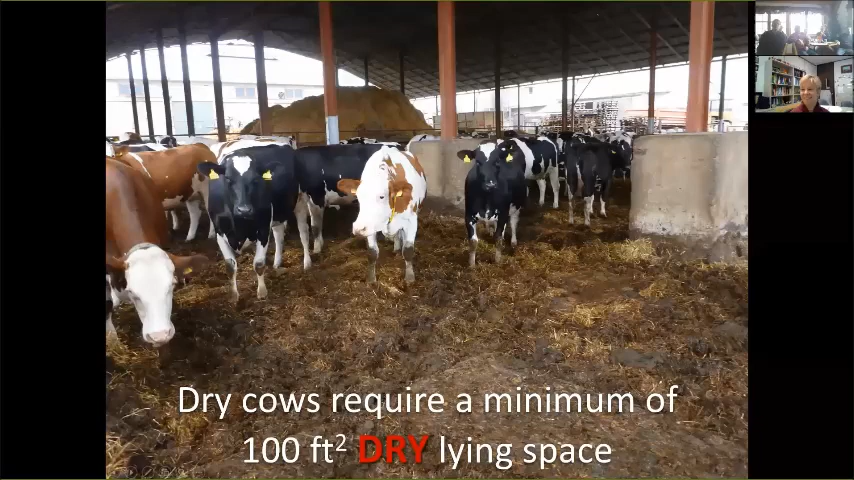 Dry cows require a minimum of
100 ft² DRY lying space